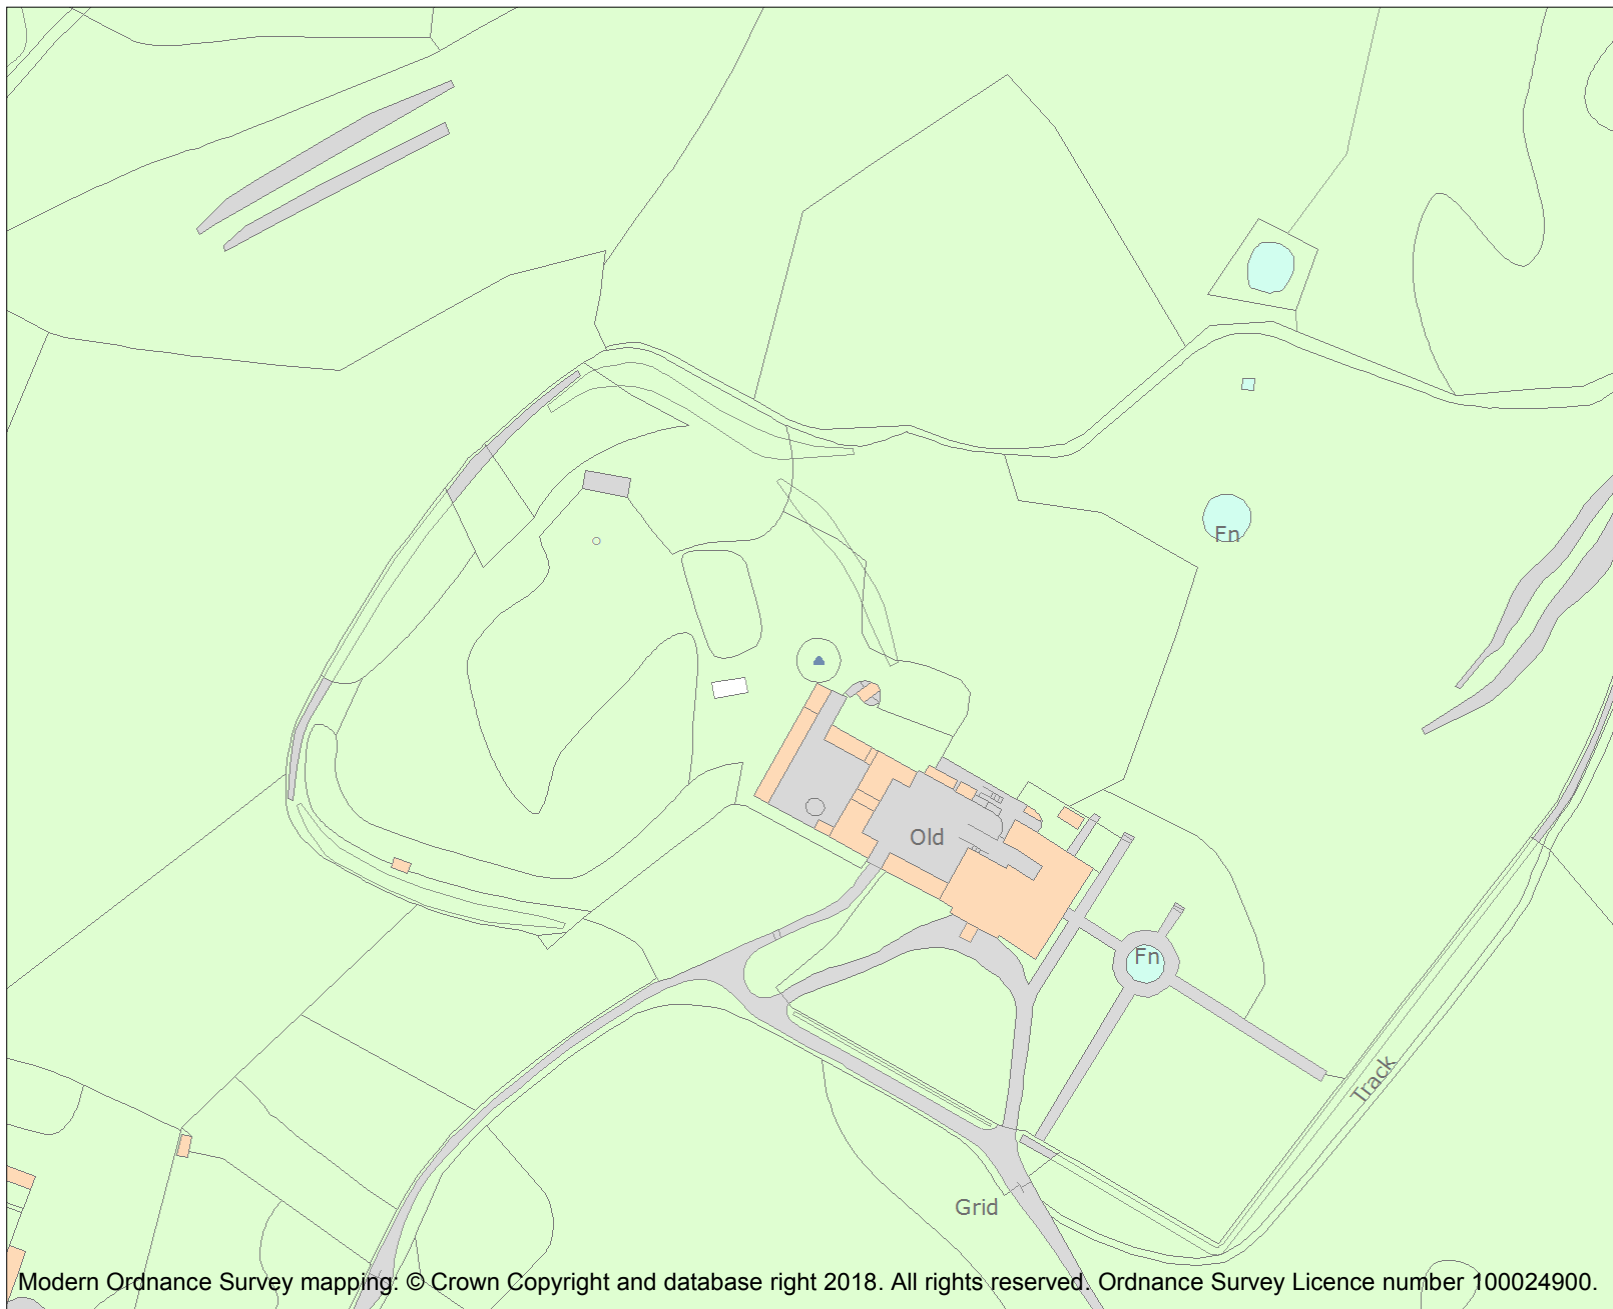 Fn
Old
Fn
Track
Grid
Modern Ordnance Survey mapping: © Crown Copyright and database right 2018. All rights reserved. Ordnance Survey Licence number 100024900.